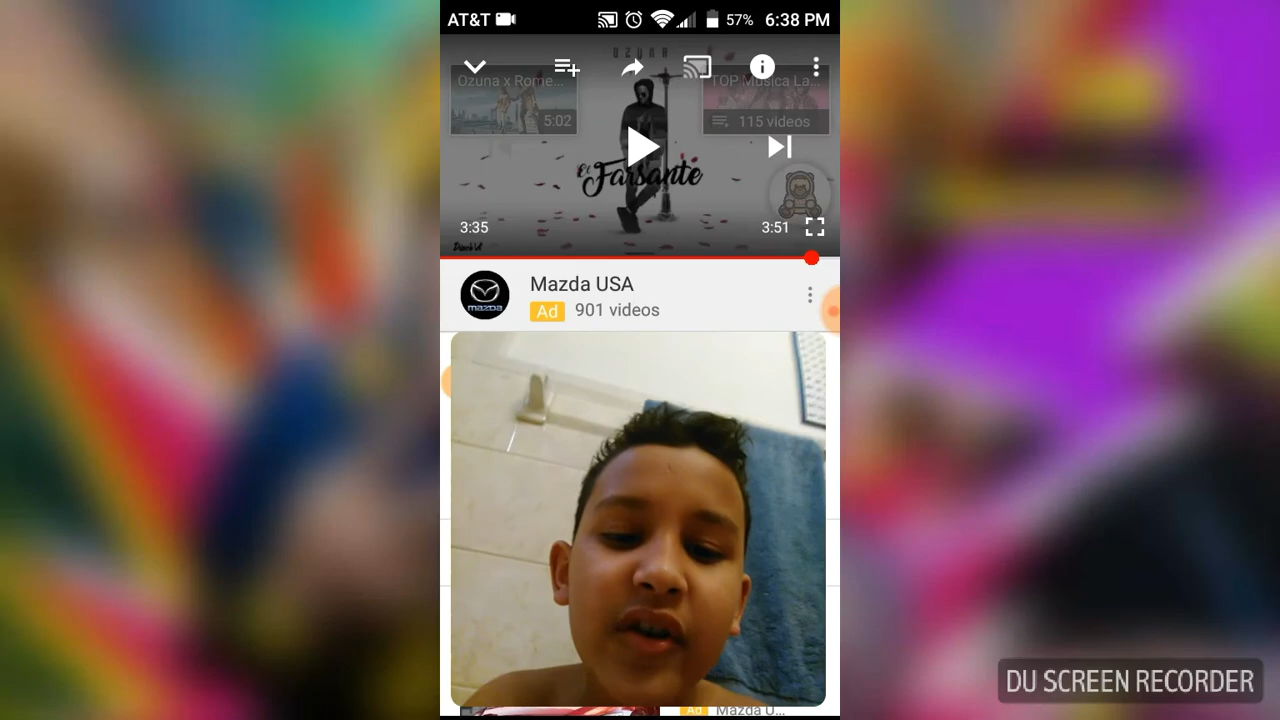 AT&T 57% 6:38 PM
OZUNA
Ozuna x Rome...
5:02
TOP Musica La...
115 videos
El Farsante
3:35
3:51
Mazda USA
mazda
Ad 901 videos
Ad Mazda U...
DU SCREEN RECORDER